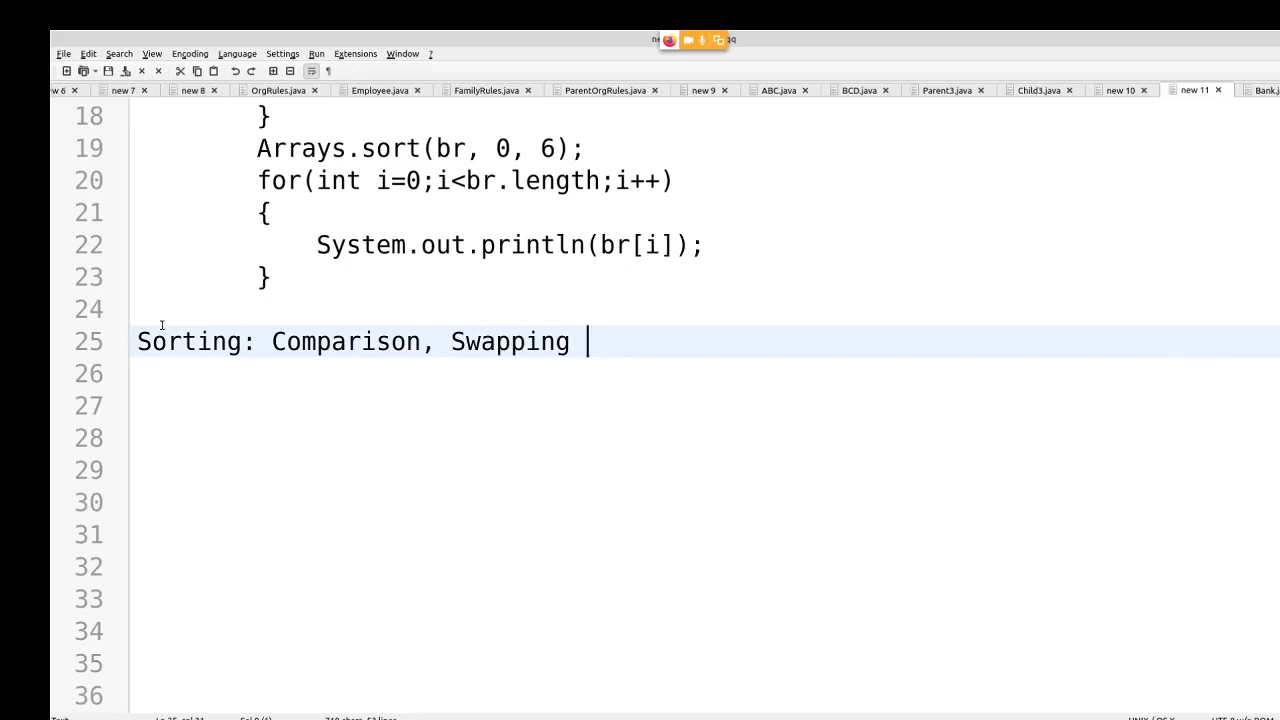 File Edit Search View Encoding Language Settings Run Extensions Window ?
new 7 new 8 OrgRules.java Employee.java FamilyRules.java ParentOrgRules.java new 9 ABC.java BCD.java Parent3.java Child3.java new 10 new 11
18 }
19 Arrays.sort(br, 0, 6);
20 for(int i=0;i<br.length;i++)
21 {
22 System.out.println(br[i]);
23 }
24
25 Sorting: Comparison, Swapping
26
27
28
29
30
31
32
33
34
35
36